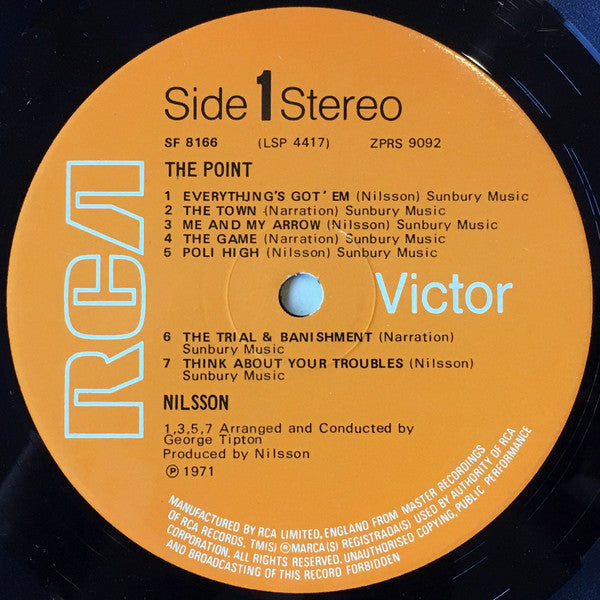 Side 1 Stereo
SF 8166 (LSP 4417) ZPRS 9092
THE POINT
1 EVERYTHING'S GOT' EM (Nilsson) Sunbury Music
2 THE TOWN (Narration) Sunbury Music
3 ME AND MY ARROW (Nilsson) Sunbury Music
4 THE GAME (Narration) Sunbury Music
5 POLI HIGH (Nilsson) Sunbury Music
RCA
Victor
6 THE TRIAL & BANISHMENT (Narration)
Sunbury Music
7 THINK ABOUT YOUR TROUBLES (Nilsson)
Sunbury Music
NILSSON
1,3,5,7 Arranged and Conducted by
George Tipton
Produced by Nilsson
℗ 1971
MANUFACTURED BY RCA LIMITED, ENGLAND FROM MASTER RECORDINGS
OF RCA RECORDS. TM(S) ® MARCA(S) REGISTRADA(S) USED BY AUTHORITY OF RCA
CORPORATION. ALL RIGHTS RESERVED. UNAUTHORISED COPYING, PUBLIC PERFORMANCE
AND BROADCASTING OF THIS RECORD FORBIDDEN